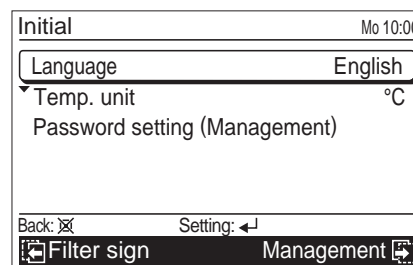 Initial Mo 10:00
Language English
Temp. unit °C
Password setting (Management)
Back: Setting:
Filter sign Management